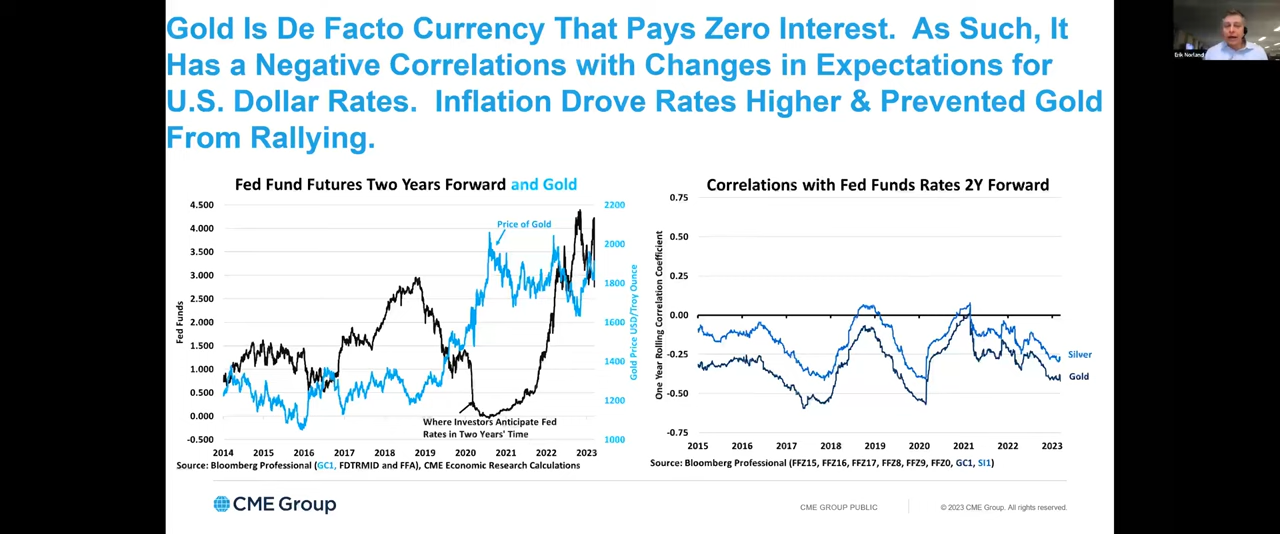 Gold Is De Facto Currency That Pays Zero Interest.  As Such, It
Has a Negative Correlations with Changes in Expectations for
U.S. Dollar Rates.  Inflation Drove Rates Higher & Prevented Gold
From Rallying.
Erik Norland
Fed Fund Futures Two Years Forward and Gold
4.500
4.000
3.500
3.000
2.500
2.000
1.500
1.000
0.500
0.000
-0.500
Fed Funds
2200
2000
1800
1600
1400
1200
1000
Gold Price USD/Troy Ounce
Price of Gold
Where Investors Anticipate Fed
Rates in Two Years' Time
2014 2015 2016 2017 2018 2019 2020 2021 2022 2023
Source: Bloomberg Professional (GC1, FDTRMID and FFA), CME Economic Research Calculations
Correlations with Fed Funds Rates 2Y Forward
0.75
0.50
0.25
0.00
-0.25
-0.50
-0.75
One Year Rolling Correlation Coefficient
Silver
Gold
2015 2016 2017 2018 2019 2020 2021 2022 2023
Source: Bloomberg Professional (FFZ15, FFZ16, FFZ17, FFZ8, FFZ9, FFZ0, GC1, SI1)
CME Group
CME GROUP PUBLIC
© 2023 CME Group. All rights reserved.